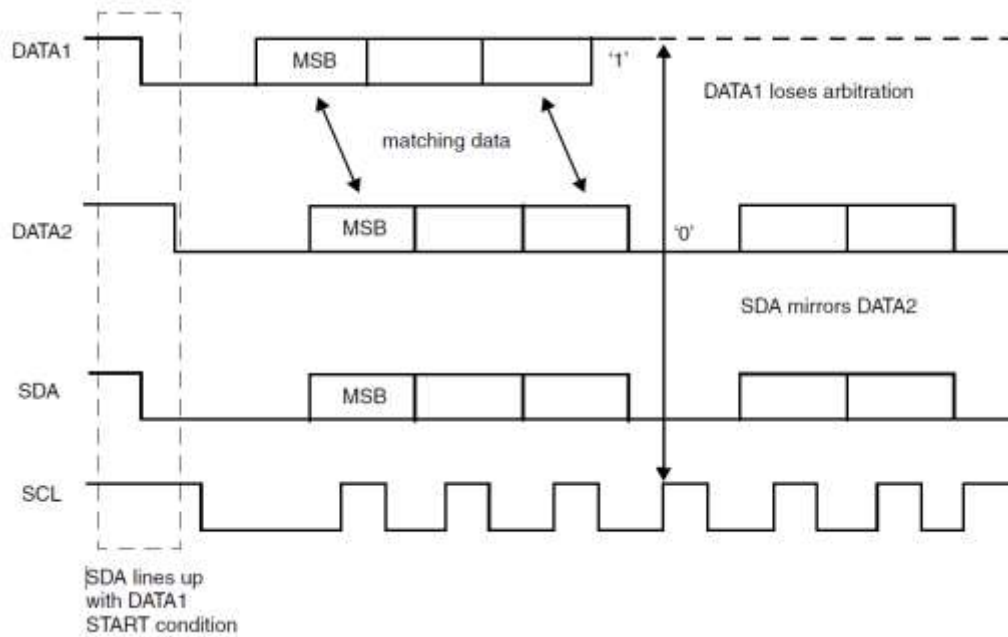 DATA1
MSB
'1'
DATA1 loses arbitration
matching data
DATA2
MSB
'0'
SDA mirrors DATA2
SDA
MSB
SCL
SDA lines up
with DATA1
START condition